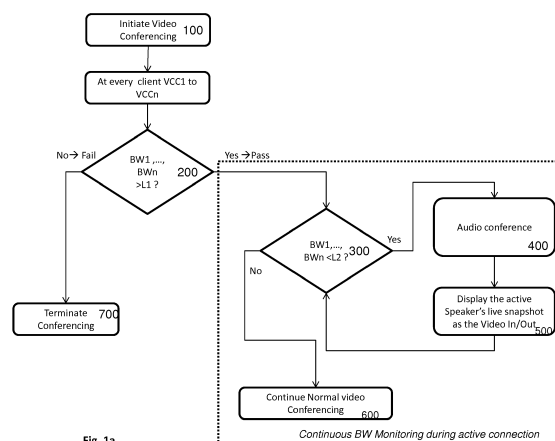 Initiate Video
Conferencing 100
At every client VCC1 to
VCCn
No→ Fail
Yes →Pass
BW1 ,...,
BWn 200
>L1 ?
BW1,...,
BWn <L2 ? 300
Yes
No
Audio conference
400
Display the active
Speaker's live snapshot
as the Video In/Out
500
Terminate 700
Conferencing
Continue Normal video
Conferencing
600
Fig. 1a
Continuous BW Monitoring during active connection